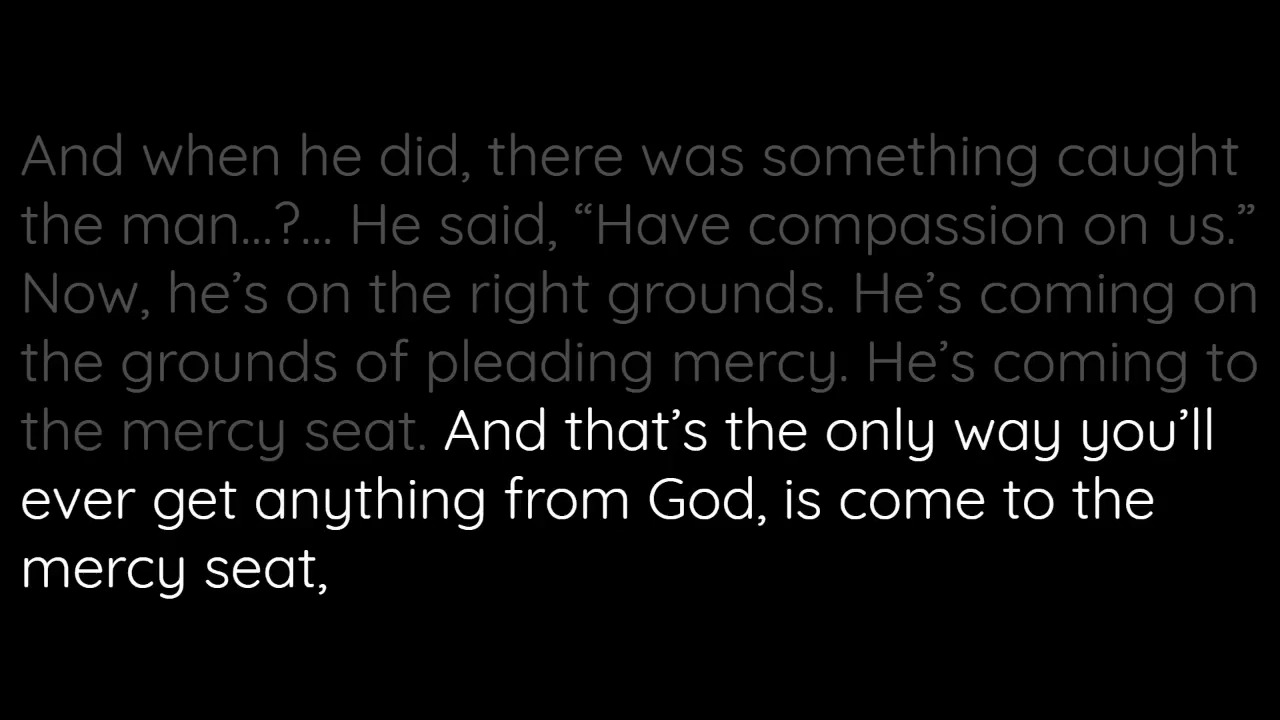 And when he did, there was something caught
the man...?... He said, “Have compassion on us.”
Now, he’s on the right grounds. He’s coming on
the grounds of pleading mercy. He’s coming to
the mercy seat. And that’s the only way you’ll
ever get anything from God, is come to the
mercy seat,